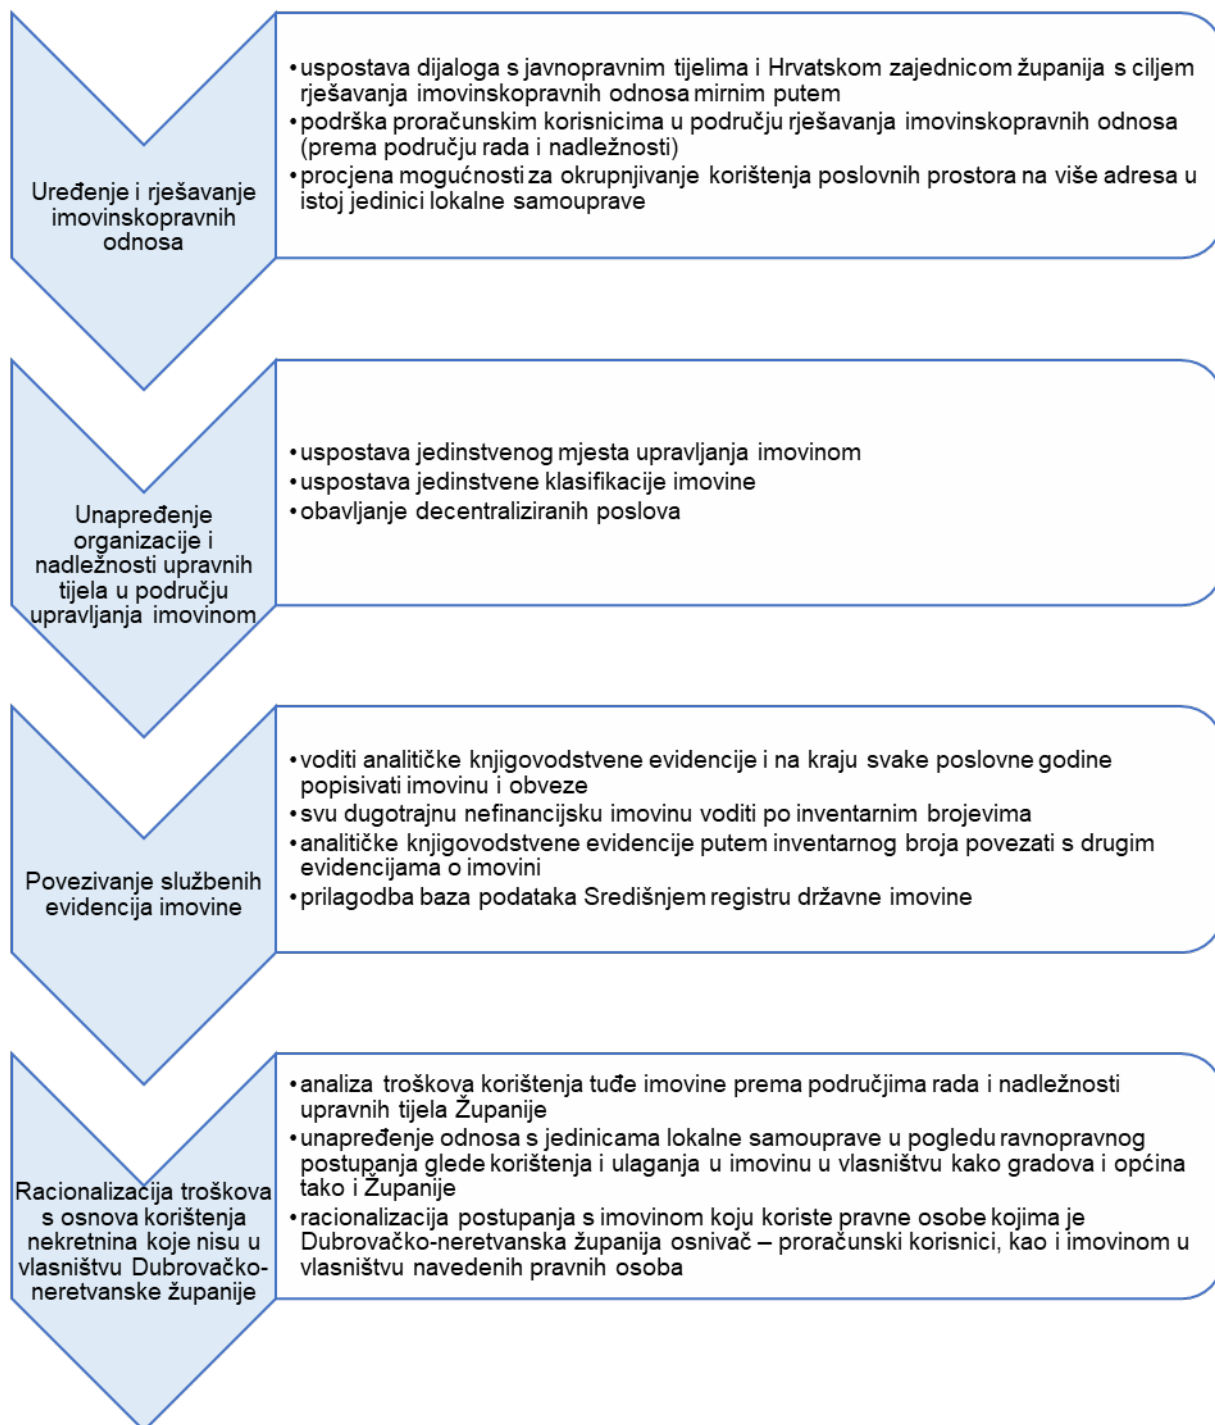 Uređenje i rješavanje
imovinskopravnih
odnosa
•uspostava dijaloga s javnopravnim tijelima i Hrvatskom zajednicom županija s ciljem
rješavanja imovinskopravnih odnosa mirnim putem
•podrška proračunskim korisnicima u području rješavanja imovinskopravnih odnosa
(prema području rada i nadležnosti)
•procjena mogućnosti za okrupnjivanje korištenja poslovnih prostora na više adresa u
istoj jedinici lokalne samouprave
Unapređenje
organizacije i
nadležnosti upravnih
tijela u području
upravljanja imovinom
•uspostava jedinstvenog mjesta upravljanja imovinom
•uspostava jedinstvene klasifikacije imovine
•obavljanje decentraliziranih poslova
Povezivanje službenih
evidencija imovine
•voditi analitičke knjigovodstvene evidencije i na kraju svake poslovne godine
popisivati imovinu i obveze
•svu dugotrajnu nefinancijsku imovinu voditi po inventarnim brojevima
•analitičke knjigovodstvene evidencije putem inventarnog broja povezati s drugim
evidencijama o imovini
•prilagodba baza podataka Središnjem registru državne imovine
Racionalizacija troškova
s osnova korištenja
nekretnina koje nisu u
vlasništvu Dubrovačko-
neretvanske županije
•analiza troškova korištenja tuđe imovine prema područjima rada i nadležnosti
upravnih tijela Županije
•unapređenje odnosa s jedinicama lokalne samouprave u pogledu ravnopravnog
postupanja glede korištenja i ulaganja u imovinu u vlasništvu kako gradova i općina
tako i Županije
•racionalizacija postupanja s imovinom koju koriste pravne osobe kojima je
Dubrovačko-neretvanska županija osnivač – proračunski korisnici, kao i imovinom u
vlasništvu navedenih pravnih osoba